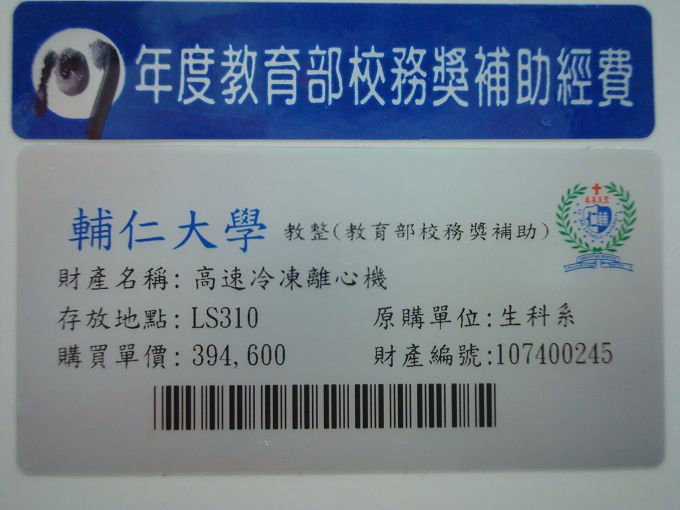 107年度教育部校務獎補助經費
輔仁大學 教整(教育部校務獎補助)
財產名稱: 高速冷凍離心機
存放地點: LS310 原購單位: 生科系
購買單價: 394,600 財產編號:107400245